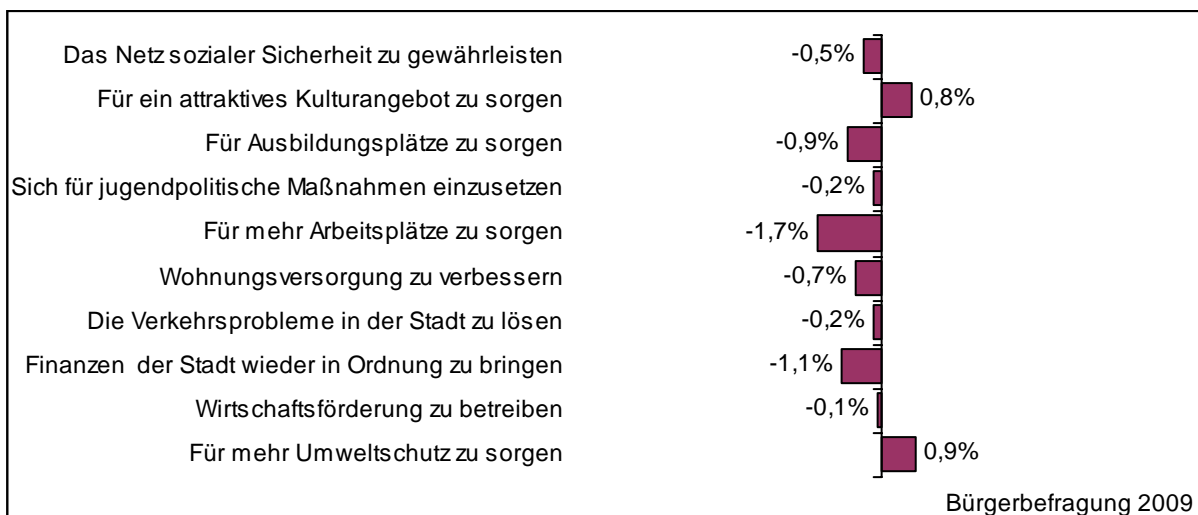 Das Netz sozialer Sicherheit zu gewährleisten -0,5%
Für ein attraktives Kulturangebot zu sorgen 0,8%
Für Ausbildungsplätze zu sorgen -0,9%
Sich für jugendpolitische Maßnahmen einzusetzen -0,2%
Für mehr Arbeitsplätze zu sorgen -1,7%
Wohnungsversorgung zu verbessern -0,7%
Die Verkehrsprobleme in der Stadt zu lösen -0,2%
Finanzen der Stadt wieder in Ordnung zu bringen -1,1%
Wirtschaftsförderung zu betreiben -0,1%
Für mehr Umweltschutz zu sorgen 0,9%
Bürgerbefragung 2009